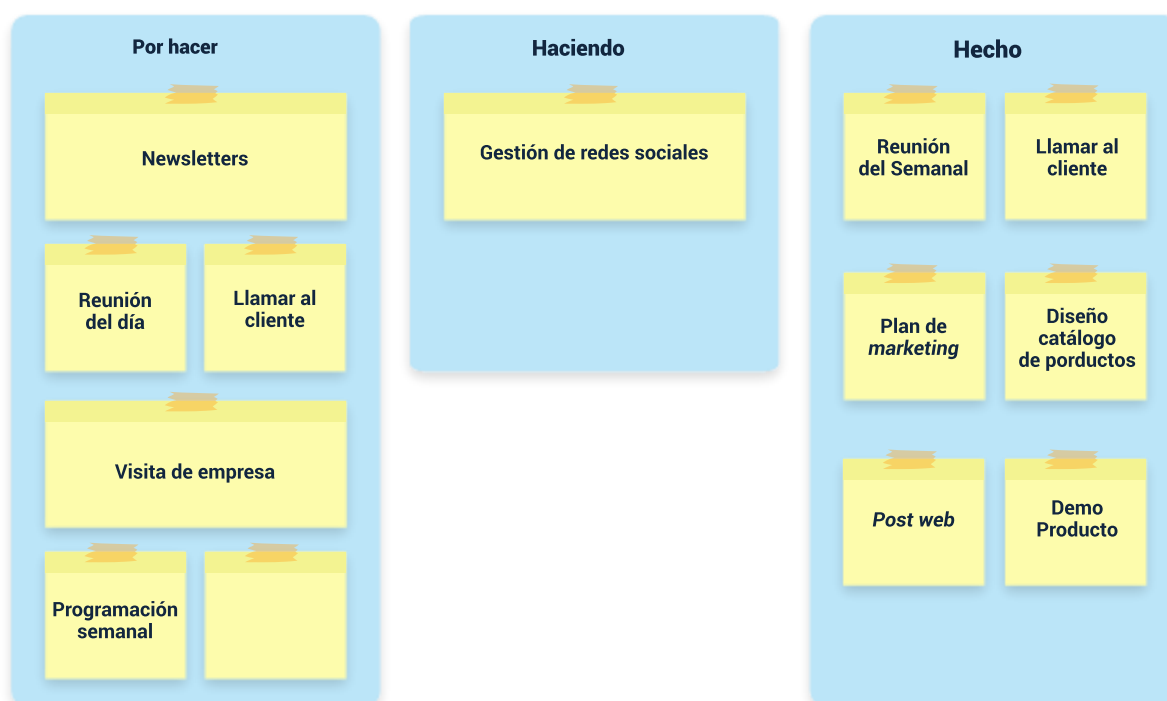 Por hacer
Newsletters
Reunión
del día
Llamar al
cliente
Visita de empresa
Programación
semanal
Haciendo
Gestión de redes sociales
Hecho
Reunión
del Semanal
Llamar al
cliente
Plan de
marketing
Diseño
catálogo
de porductos
Post web
Demo
Producto